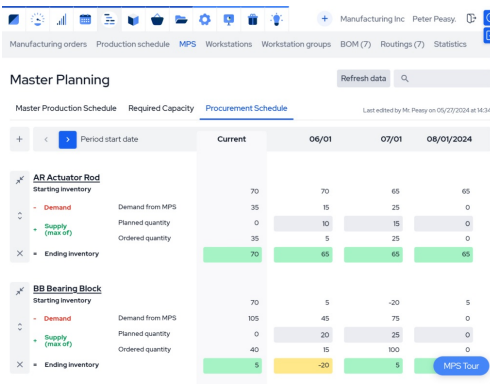 + Manufacturing Inc Peter Peasy.
Manufacturing orders Production schedule MPS Workstations Workstation groups BOM (7) Routings (7) Statistics
Master Planning
Refresh data
Master Production Schedule Required Capacity Procurement Schedule
Last edited by Mr. Peasy on 05/27/2024 at 14:34
+ < > Period start date Current 06/01 07/01 08/01/2024
AR Actuator Rod
Starting inventory 70 70 65 65
- Demand Demand from MPS 35 15 25 0
+ Supply (max of) Planned quantity 0 10 15 0
Ordered quantity 35 5 25 0
= Ending inventory 70 65 65 65
BB Bearing Block
Starting inventory 70 5 -20 5
- Demand Demand from MPS 105 45 75 0
+ Supply (max of) Planned quantity 0 20 25 0
Ordered quantity 40 15 100 0
= Ending inventory 5 -20 5
MPS Tour